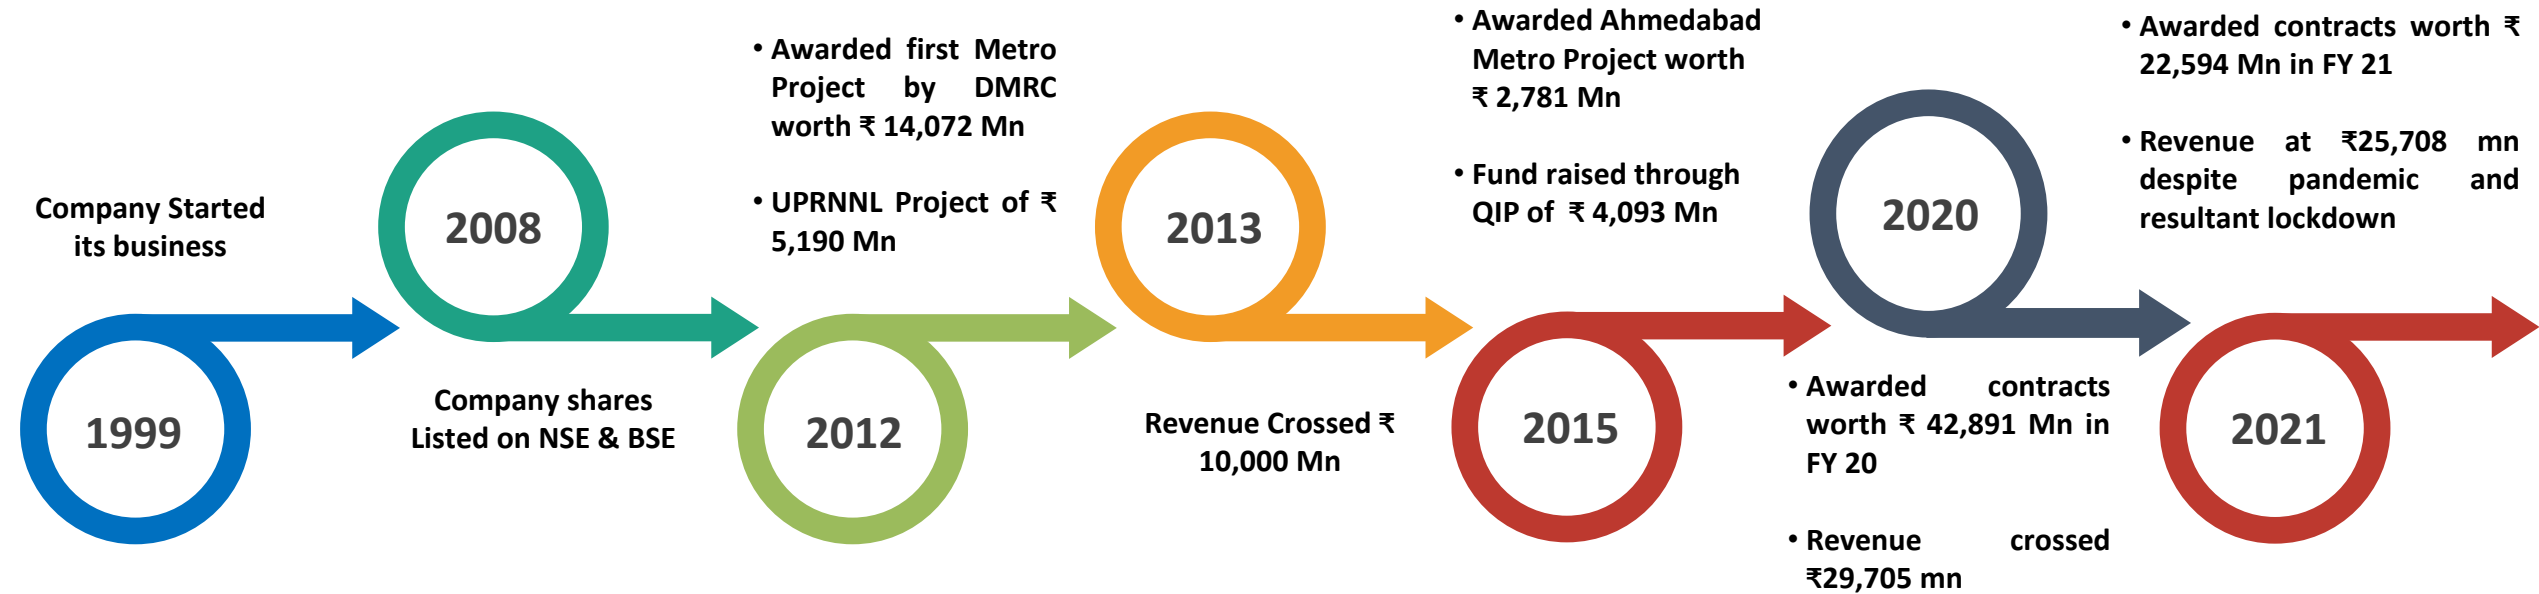 Company Started
its business
1999
2008
Company shares
Listed on NSE & BSE
• Awarded first Metro
Project by DMRC
worth ₹ 14,072 Mn
• UPRNNL Project of ₹
5,190 Mn
2012
2013
Revenue Crossed ₹
10,000 Mn
• Awarded Ahmedabad
Metro Project worth
₹ 2,781 Mn
• Fund raised through
QIP of ₹ 4,093 Mn
2015
2020
• Awarded contracts
worth ₹ 42,891 Mn in
FY 20
• Revenue crossed
₹29,705 mn
• Awarded contracts worth ₹
22,594 Mn in FY 21
• Revenue at ₹25,708 mn
despite pandemic and
resultant lockdown
2021